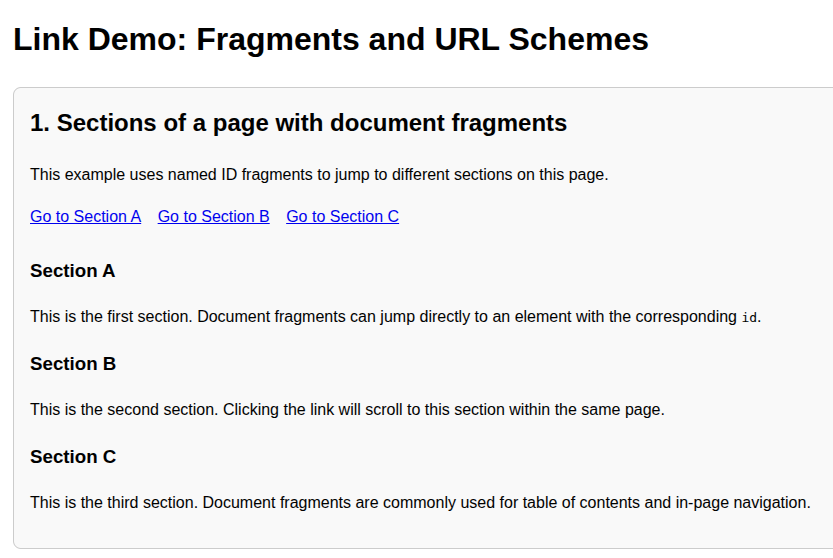 Link Demo: Fragments and URL Schemes
1. Sections of a page with document fragments
This example uses named ID fragments to jump to different sections on this page.
Go to Section A Go to Section B Go to Section C
Section A
This is the first section. Document fragments can jump directly to an element with the corresponding id.
Section B
This is the second section. Clicking the link will scroll to this section within the same page.
Section C
This is the third section. Document fragments are commonly used for table of contents and in-page navigation.